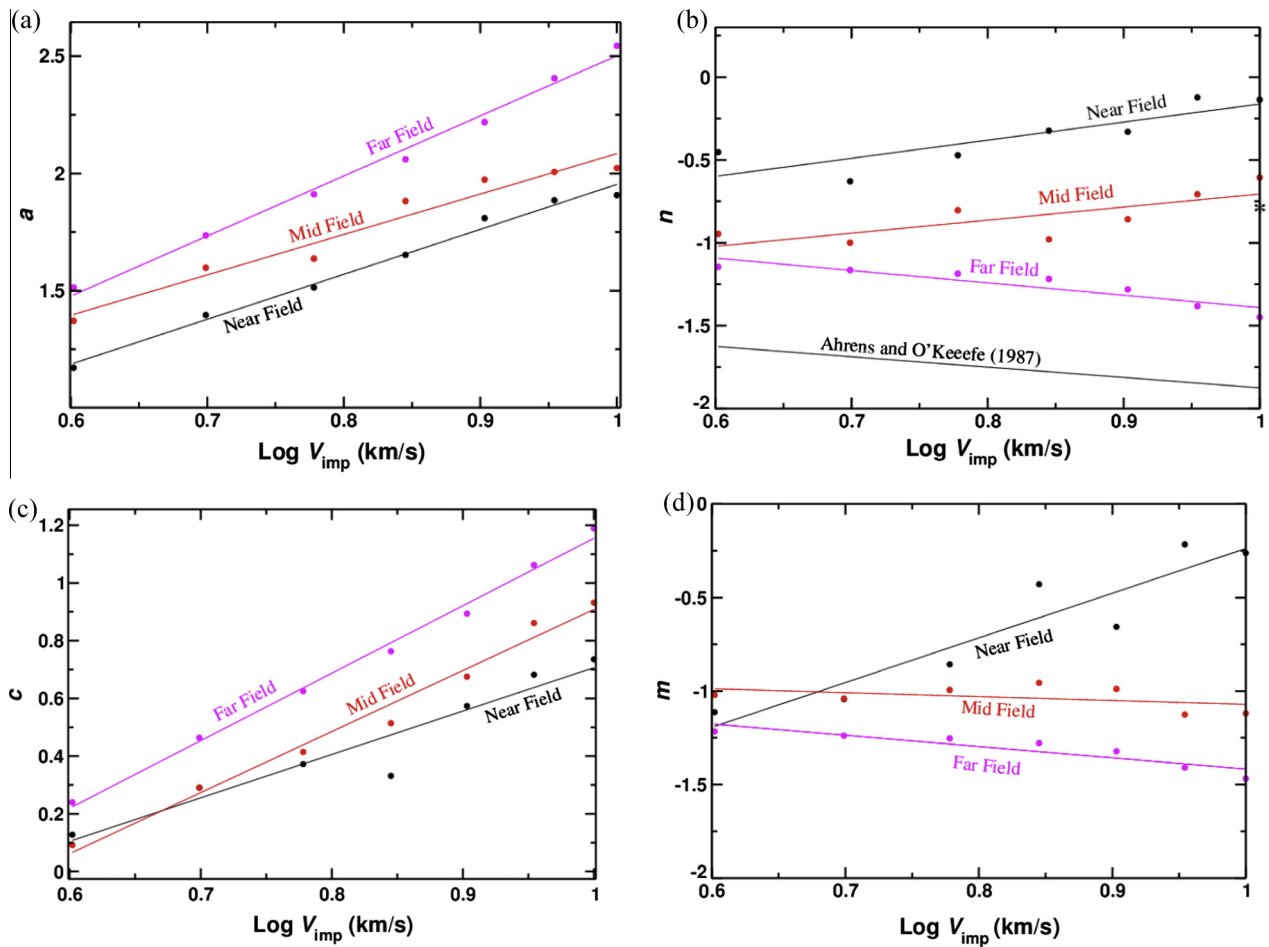 (a)
2.5
2
1.5
a
Far Field
Mid Field
Near Field
0.6 0.7 0.8 0.9 1
Log Vimp (km/s)
(b)
0
-0.5
-1
-1.5
-2
n
Near Field
Mid Field
Far Field
Ahrens and O'Keeefe (1987)
*
0.6 0.7 0.8 0.9 1
Log Vimp (km/s)
(c)
1.2
1
0.8
0.6
0.4
0.2
0
c
Far Field
Mid Field
Near Field
0.6 0.7 0.8 0.9 1
Log Vimp (km/s)
(d)
0
-0.5
-1
-1.5
-2
m
Near Field
Mid Field
Far Field
0.6 0.7 0.8 0.9 1
Log Vimp (km/s)